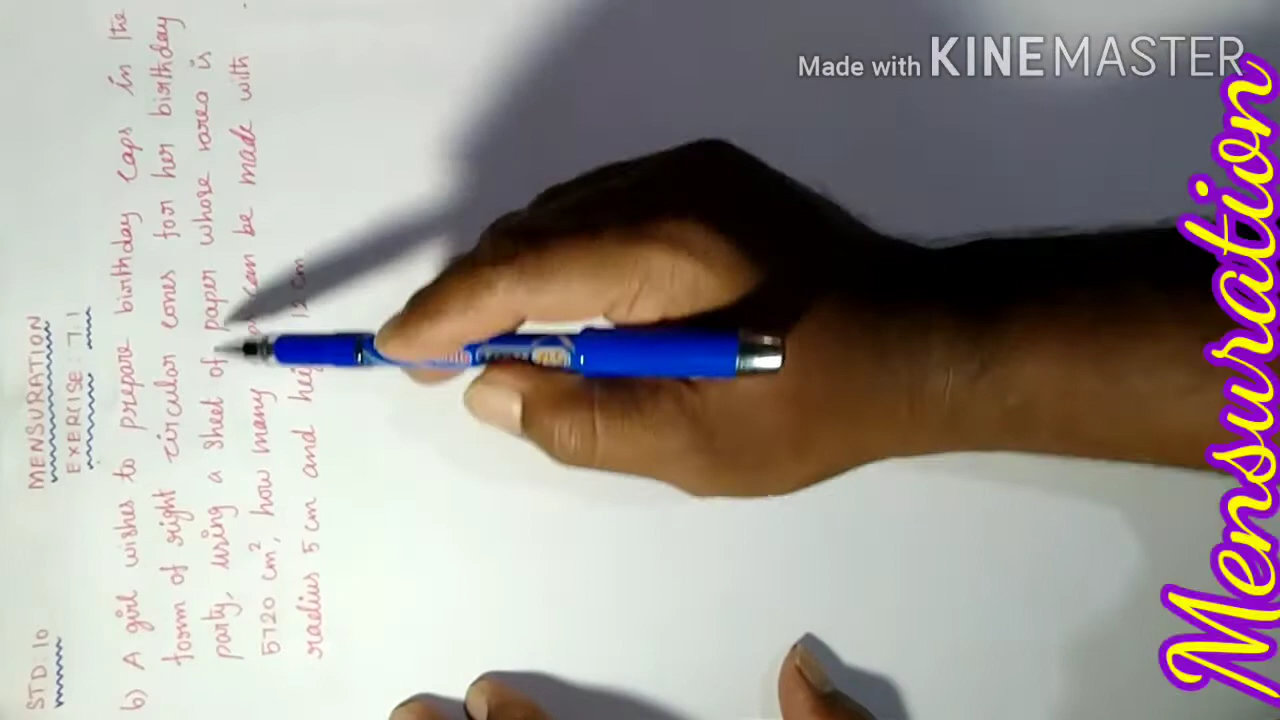 Made with KINEMASTER
Mensuration
STD 10 MENSURATION
EXERCISE: 7.1
b) A girl wishes to prepare birthday caps in the
form of right circular cones for her birthday
party, using a sheet of paper whose area is
5720 cm², how many can be made with
radius 5 cm and 12 cm